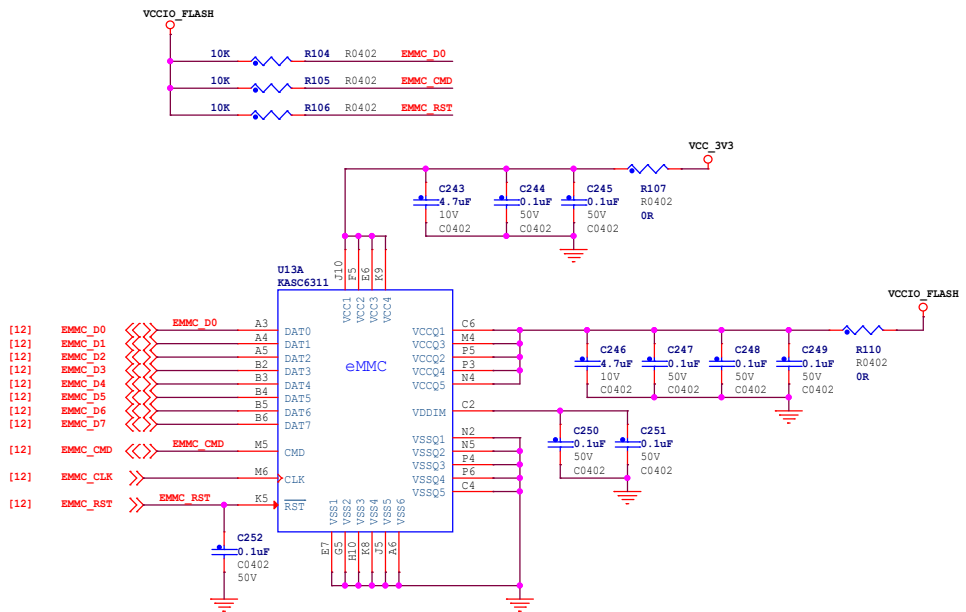 VCCIO_FLASH
10K R104 R0402 EMMC_D0
10K R105 R0402 EMMC_CMD
10K R106 R0402 EMMC_RST
VCC_3V3
C243
4.7uF
10V
C0402
C244
0.1uF
50V
C0402
C245
0.1uF
50V
C0402
R107
R0402
0R
U13A
KASC6311
J10 F5 E6 K9
VCC1 VCC2 VCC3 VCC4
eMMC
VCCIO_FLASH
[12] EMMC_D0 EMMC_D0 A3 DAT0
[12] EMMC_D1 A4 DAT1
[12] EMMC_D2 A5 DAT2
[12] EMMC_D3 B2 DAT3
[12] EMMC_D4 B3 DAT4
[12] EMMC_D5 B4 DAT5
[12] EMMC_D6 B5 DAT6
[12] EMMC_D7 B6 DAT7
[12] EMMC_CMD EMMC_CMD M5 CMD
[12] EMMC_CLK M6 CLK
[12] EMMC_RST EMMC_RST K5 RST
VCCQ1 C6
VCCQ3 M4
VCCQ2 P5
VCCQ4 P3
VCCQ5 N4
VDDIM C2
VSSQ1 N2
VSSQ2 N5
VSSQ3 P4
VSSQ4 P6
VSSQ5 C4
C246
4.7uF
10V
C0402
C247
0.1uF
50V
C0402
C248
0.1uF
50V
C0402
C249
0.1uF
50V
C0402
R110
R0402
0R
C250
0.1uF
50V
C0402
C251
0.1uF
50V
C0402
VSS1 VSS2 VSS3 VSS4 VSS5 VSS6
E7 G5 H10 K8 J5 A6
C252
0.1uF
C0402
50V